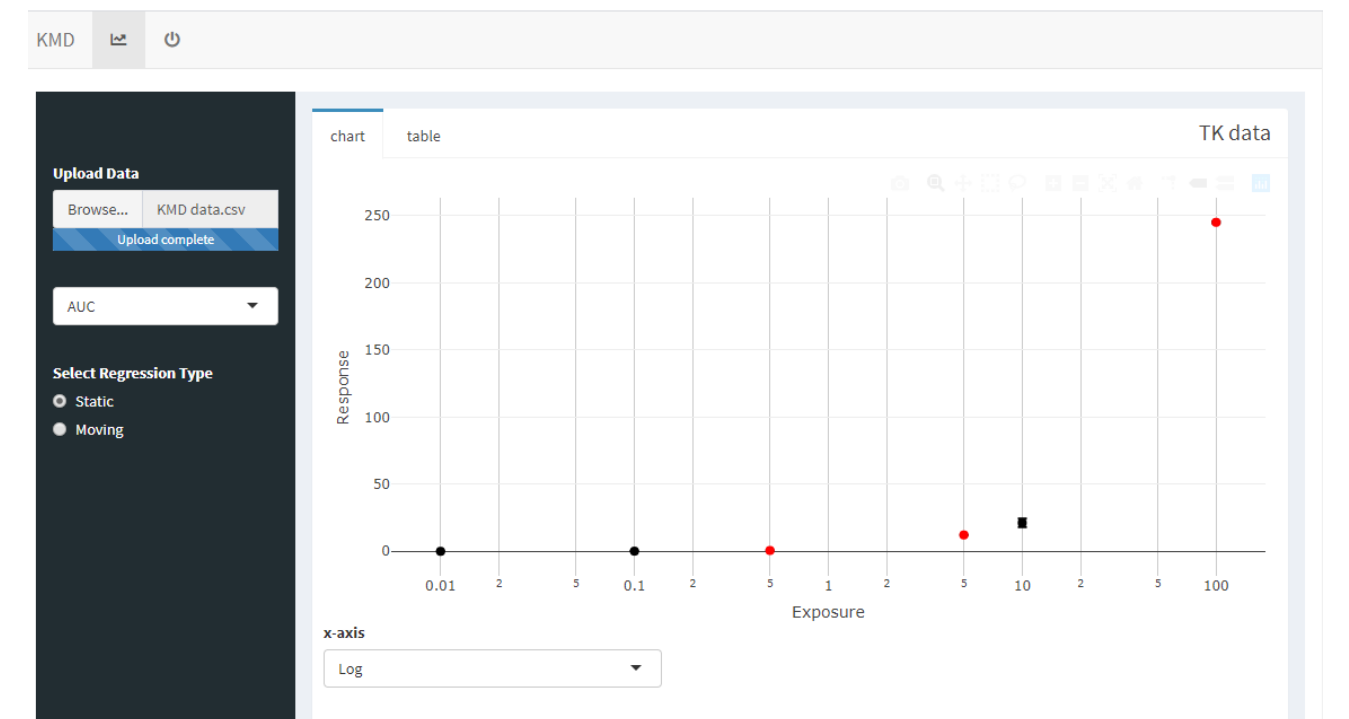 KMD
chart table TK data
Upload Data
Browse... KMD data.csv
Upload complete
AUC
Select Regression Type
Static
Moving
250
200
150
100
50
0
Response
0.01 2 5 0.1 2 5 1 2 5 10 2 5 100
Exposure
x-axis
Log